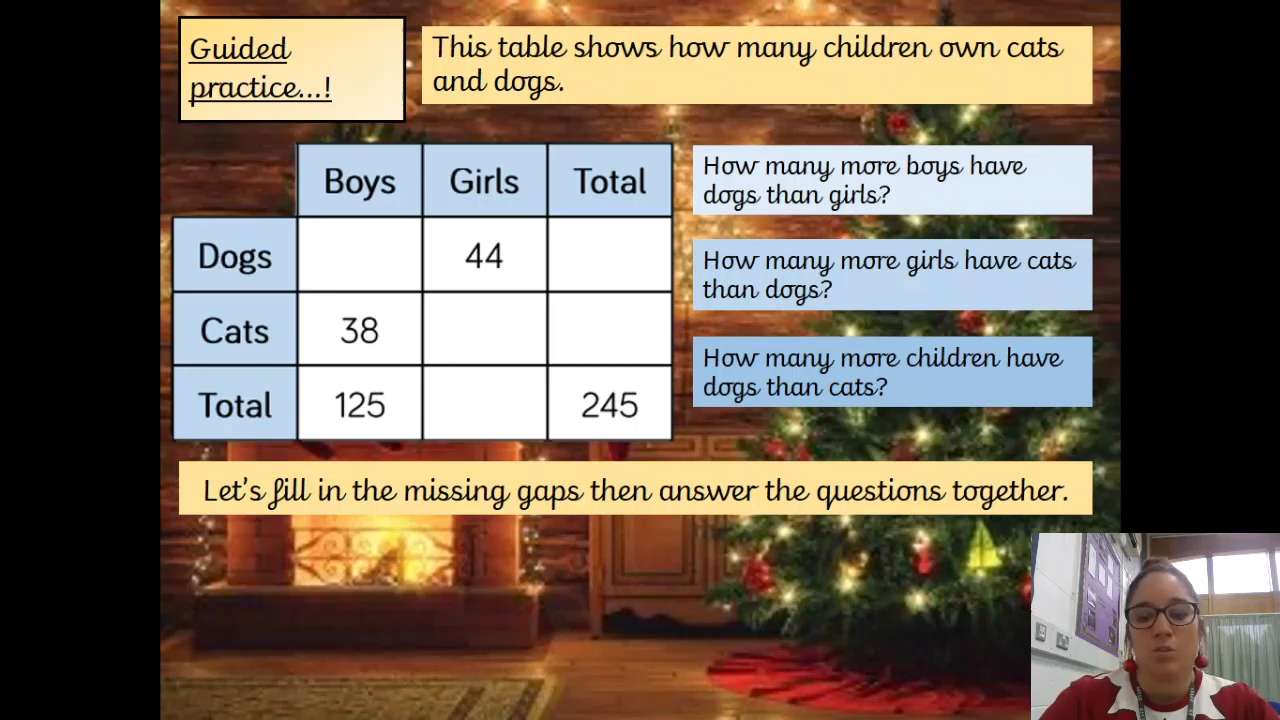 Guided
practice...!
This table shows how many children own cats
and dogs.
Boys Girls Total
Dogs 44
Cats 38
Total 125 245
How many more boys have
dogs than girls?
How many more girls have cats
than dogs?
How many more children have
dogs than cats?
Let's fill in the missing gaps then answer the questions together.